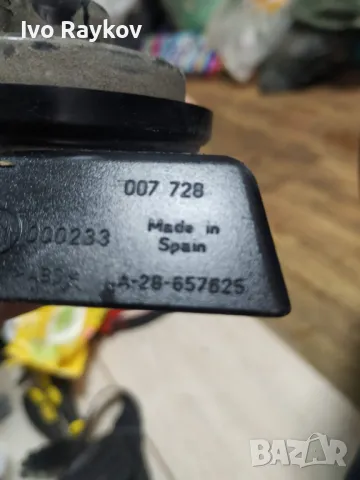 Ivo Raykov
007 728
000233
Made in
Spain
A-28-657625
BAZAR